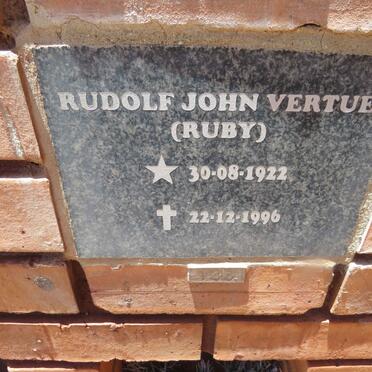 RUDOLF JOHN VERTUE
(RUBY)
30-08-1922
22-12-1996